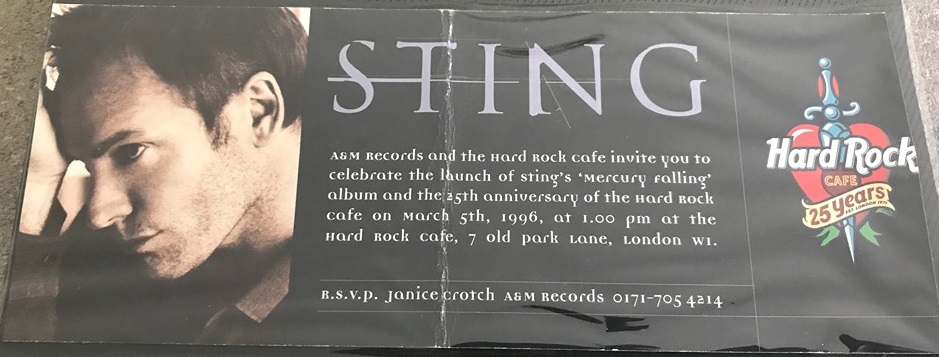 STING
A&M Records and the Hard Rock cafe invite you to
celebrate the launch of sting's 'Mercury falling'
album and the 25th anniversary of the Hard Rock
cafe on March 5th, 1996, at 1.00 pm at the
Hard Rock cafe, 7 old park Lane, London W1.
R.s.v.p. Janice crotch A&M Records 0171-705 4214
Hard Rock
CAFE
25 years
EST. LONDON 1971